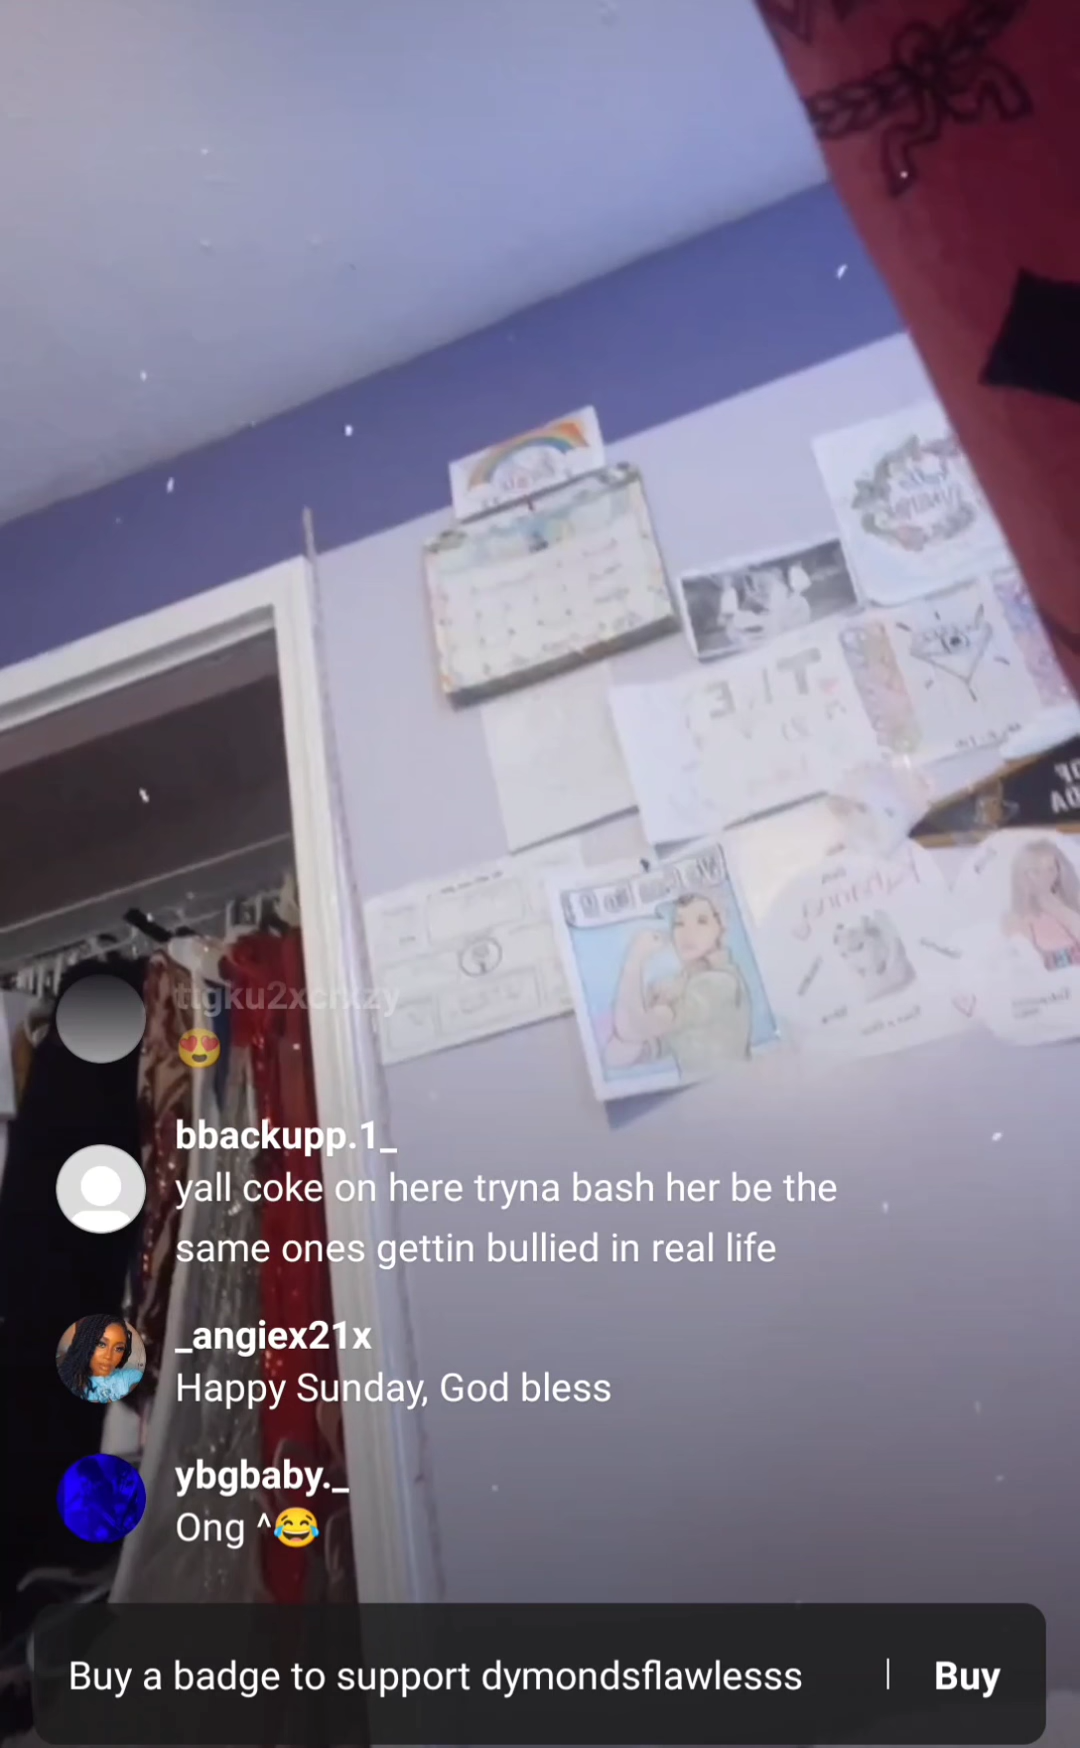 ttgku2xcrxzy
😍
bbackupp.1_
yall coke on here tryna bash her be the
same ones gettin bullied in real life
_angiex21x
Happy Sunday, God bless
ybgbaby._
Ong ^😂
Buy a badge to support dymondsflawlesss | Buy